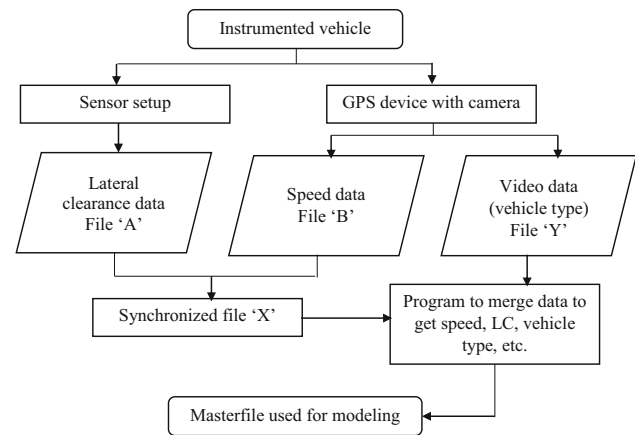 Instrumented vehicle
Sensor setup
GPS device with camera
Lateral
clearance data
File ‘A’
Speed data
File ‘B’
Video data
(vehicle type)
File ‘Y’
Synchronized file ‘X’
Program to merge data to
get speed, LC, vehicle
type, etc.
Masterfile used for modeling